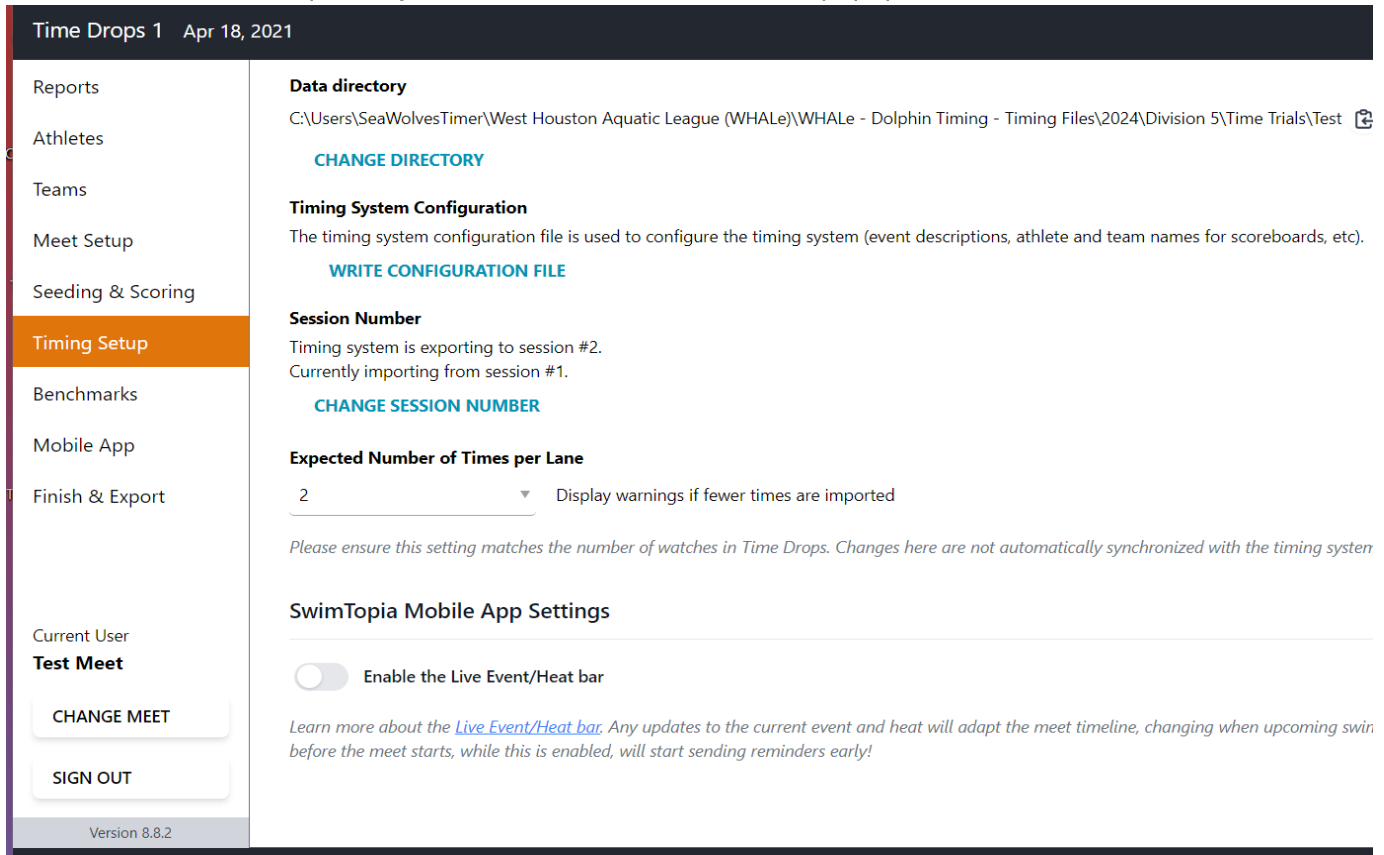 Time Drops 1 Apr 18, 2021
Reports
Athletes
Teams
Meet Setup
Seeding & Scoring
Timing Setup
Benchmarks
Mobile App
Finish & Export
Current User
Test Meet
CHANGE MEET
SIGN OUT
Version 8.8.2
Data directory
C:\Users\SeaWolvesTimer\West Houston Aquatic League (WHALe)\WHALe - Dolphin Timing - Timing Files\2024\Division 5\Time Trials\Test
CHANGE DIRECTORY
Timing System Configuration
The timing system configuration file is used to configure the timing system (event descriptions, athlete and team names for scoreboards, etc).
WRITE CONFIGURATION FILE
Session Number
Timing system is exporting to session #2.
Currently importing from session #1.
CHANGE SESSION NUMBER
Expected Number of Times per Lane
2 Display warnings if fewer times are imported
Please ensure this setting matches the number of watches in Time Drops. Changes here are not automatically synchronized with the timing system
SwimTopia Mobile App Settings
Enable the Live Event/Heat bar
Learn more about the Live Event/Heat bar. Any updates to the current event and heat will adapt the meet timeline, changing when upcoming swim
before the meet starts, while this is enabled, will start sending reminders early!